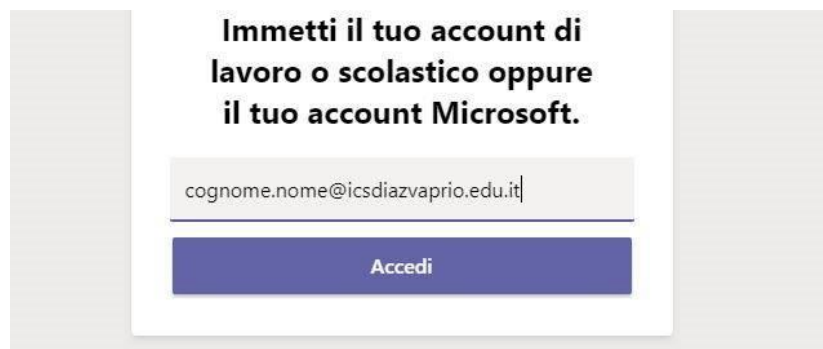 Immetti il tuo account di
lavoro o scolastico oppure
il tuo account Microsoft.
cognome.nome@icsdiazvaprio.edu.it
Accedi